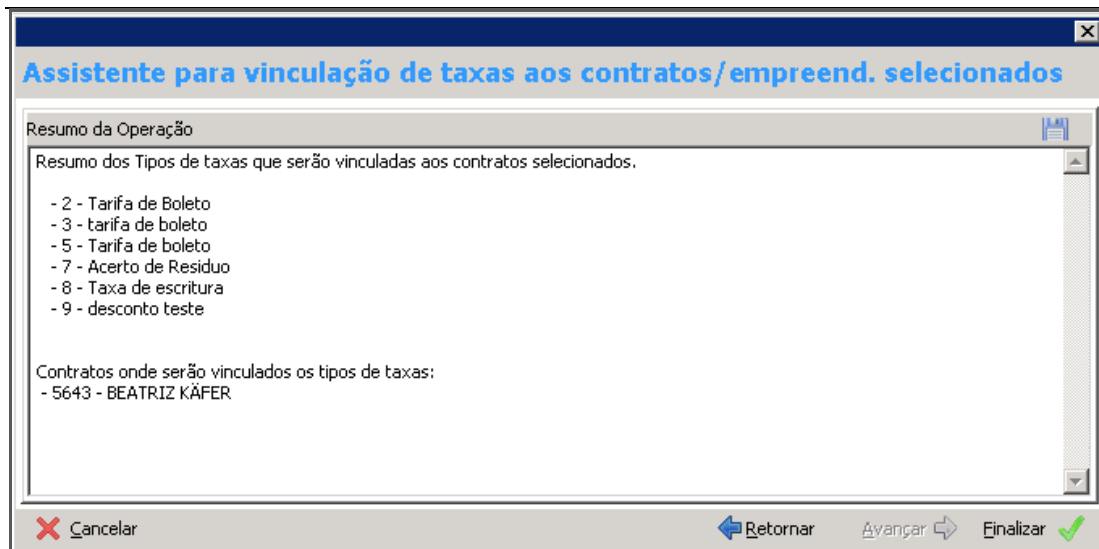 Assistente para vinculação de taxas aos contratos/empreend. selecionados
Resumo da Operação
Resumo dos Tipos de taxas que serão vinculadas aos contratos selecionados.
- 2 - Tarifa de Boleto
- 3 - tarifa de boleto
- 5 - Tarifa de boleto
- 7 - Acerto de Residuo
- 8 - Taxa de escritura
- 9 - desconto teste
Contratos onde serão vinculados os tipos de taxas:
- 5643 - BEATRIZ KÄFER
Cancelar
Retornar
Avançar
Finalizar